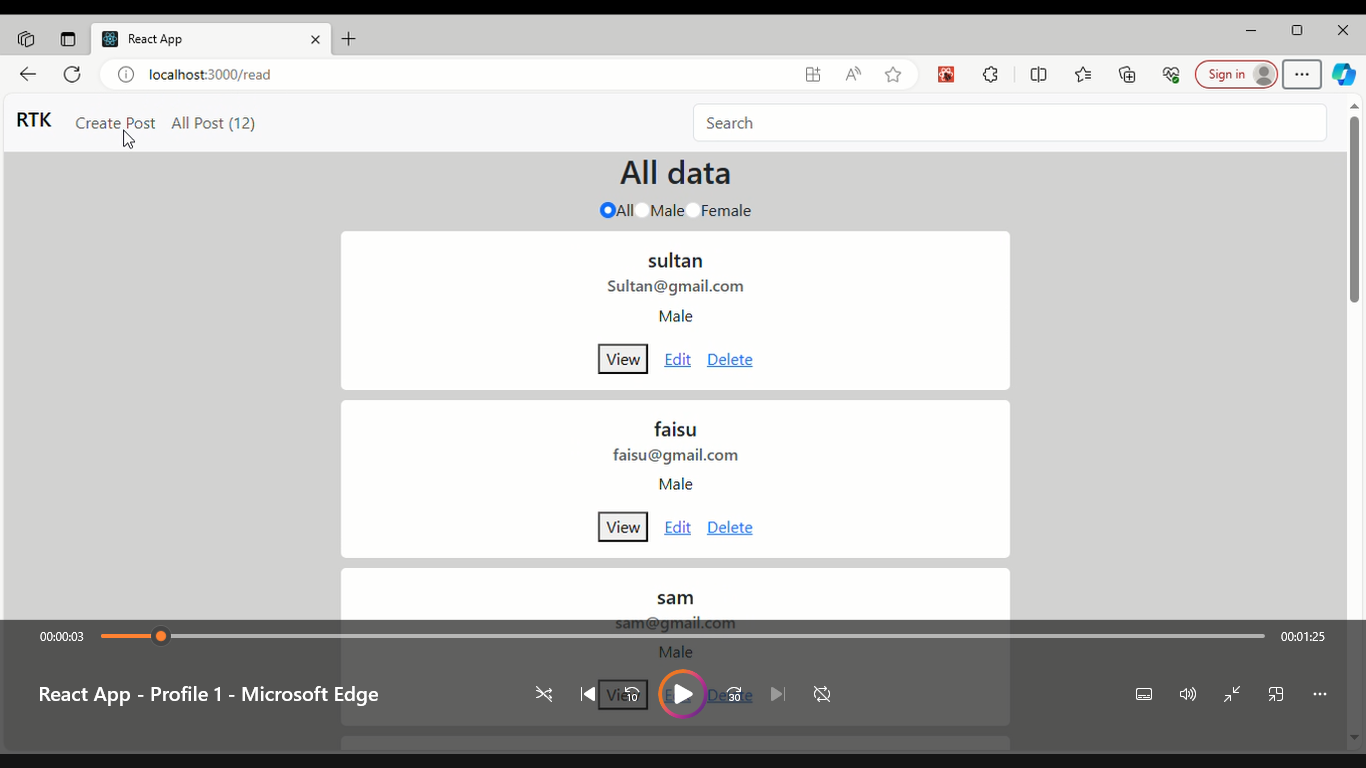 React App
localhost:3000/read
Sign in
RTK Create Post All Post (12) Search
All data
All Male Female
sultan
Sultan@gmail.com
Male
View Edit Delete
faisu
faisu@gmail.com
Male
View Edit Delete
sam
sam@gmail.com
00:00:03 00:01:25
Male
React App - Profile 1 - Microsoft Edge
View Edit Delete
10 30